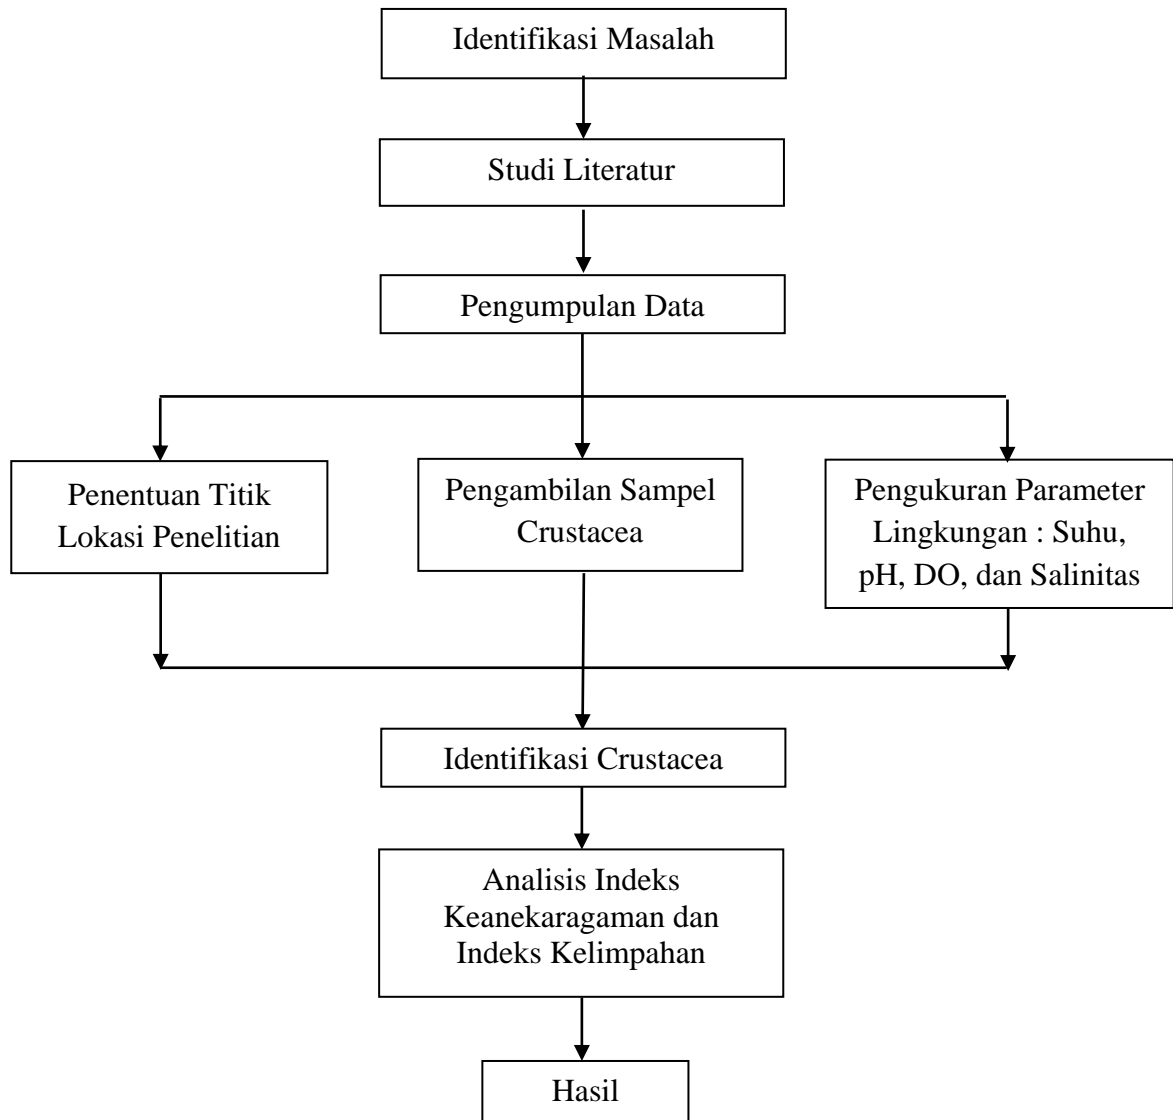 Identifikasi Masalah
Studi Literatur
Pengumpulan Data
Penentuan Titik
Lokasi Penelitian
Pengambilan Sampel
Crustacea
Pengukuran Parameter
Lingkungan : Suhu,
pH, DO, dan Salinitas
Identifikasi Crustacea
Analisis Indeks
Keanekaragaman dan
Indeks Kelimpahan
Hasil